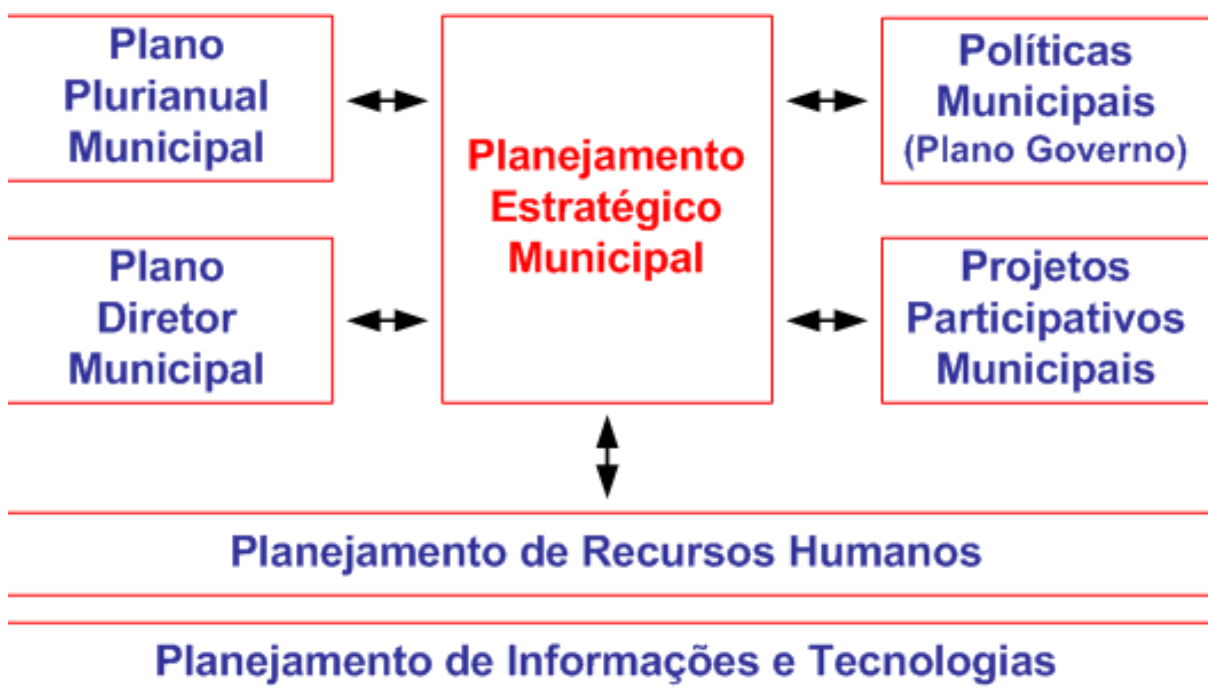 Plano
Plurianual
Municipal
Planejamento
Estratégico
Municipal
Políticas
Municipais
(Plano Governo)
Plano
Diretor
Municipal
Projetos
Participativos
Municipais
Planejamento de Recursos Humanos
Planejamento de Informações e Tecnologias